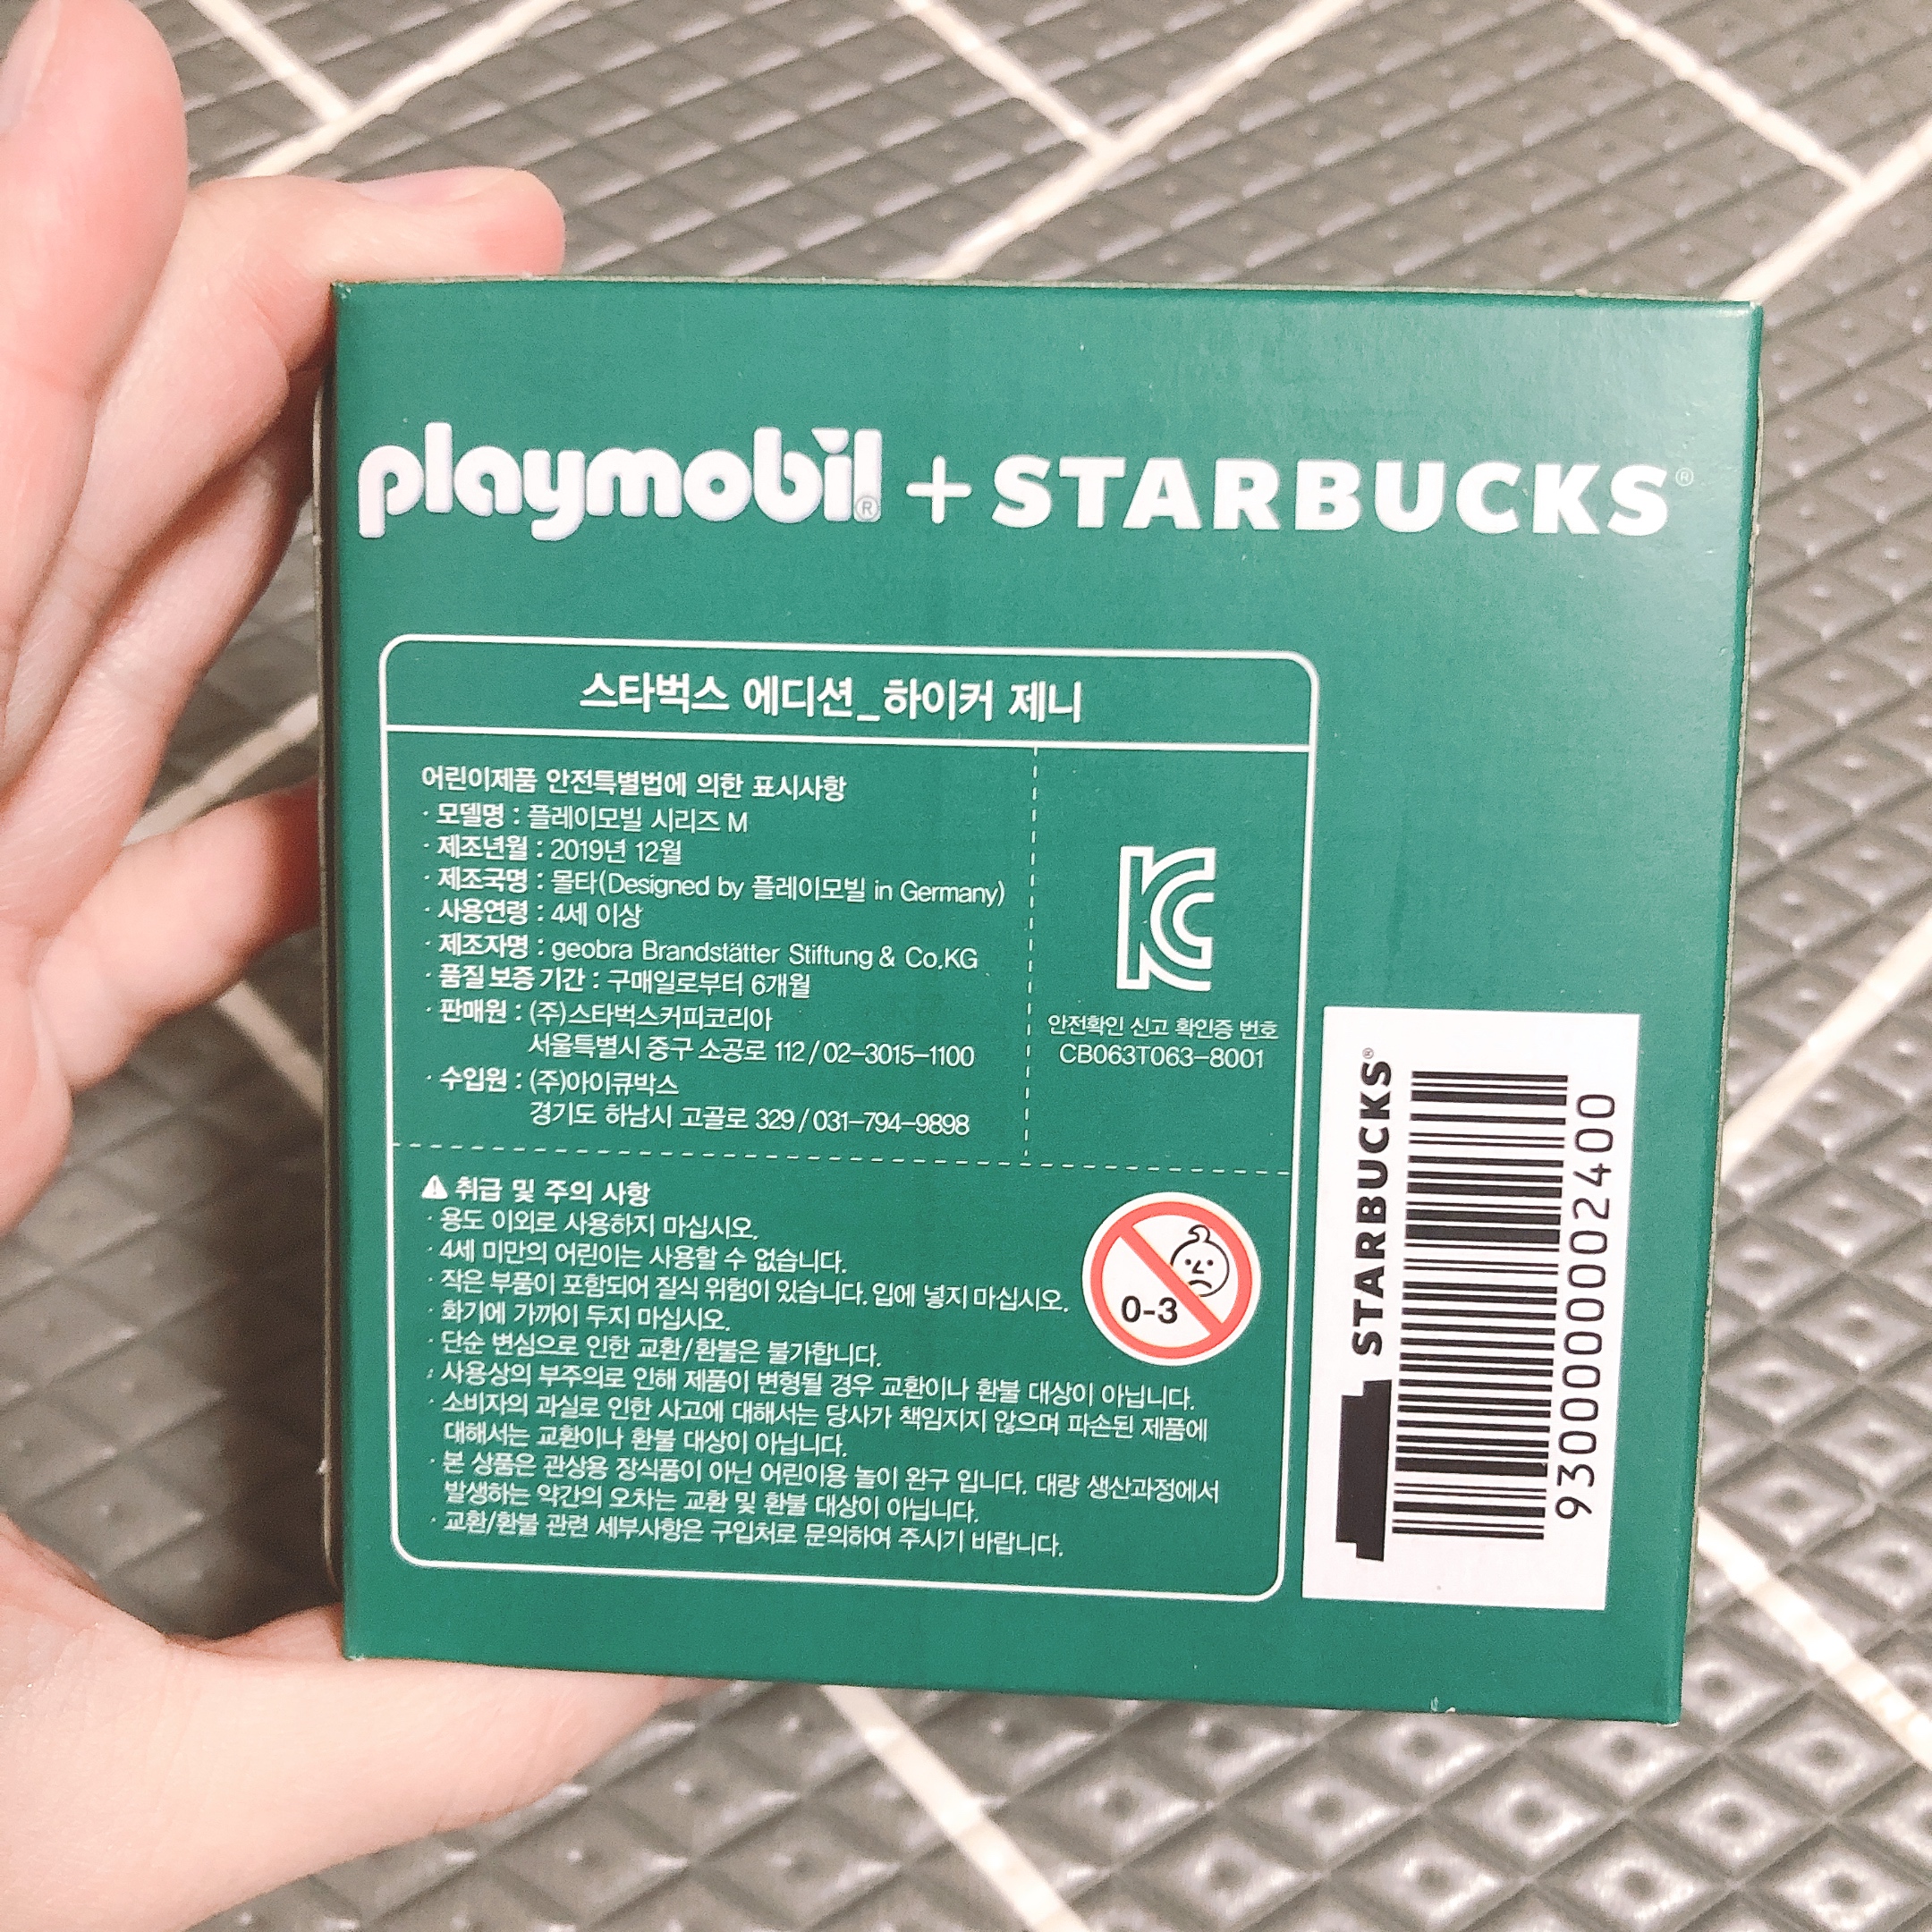 playmobil® + STARBUCKS®
스타벅스 에디션_하이커 제니
어린이제품 안전특별법에 의한 표시사항
· 모델명 : 플레이모빌 시리즈 M
· 제조년월 : 2019년 12월
· 제조국명 : 몰타(Designed by 플레이모빌 in Germany)
· 사용연령 : 4세 이상
· 제조자명 : geobra Brandstätter Stiftung & Co.KG
· 품질 보증 기간 : 구매일로부터 6개월
· 판매원 : (주)스타벅스커피코리아
서울특별시 중구 소공로 112 / 02-3015-1100
· 수입원 : (주)아이큐박스
경기도 하남시 고골로 329 / 031-794-9898
KC
안전확인 신고 확인증 번호
CB063T063-8001
⚠ 취급 및 주의 사항
· 용도 이외로 사용하지 마십시오.
· 4세 미만의 어린이는 사용할 수 없습니다.
· 작은 부품이 포함되어 질식 위험이 있습니다. 입에 넣지 마십시오.
· 화기에 가까이 두지 마십시오.
· 단순 변심으로 인한 교환/환불은 불가합니다.
· 사용상의 부주의로 인해 제품이 변형될 경우 교환이나 환불 대상이 아닙니다.
· 소비자의 과실로 인한 사고에 대해서는 당사가 책임지지 않으며 파손된 제품에
대해서는 교환이나 환불 대상이 아닙니다.
· 본 상품은 관상용 장식품이 아닌 어린이용 놀이 완구 입니다. 대량 생산과정에서
발생하는 약간의 오차는 교환 및 환불 대상이 아닙니다.
· 교환/환불 관련 세부사항은 구입처로 문의하여 주시기 바랍니다.
0-3
STARBUCKS®
9300000002400